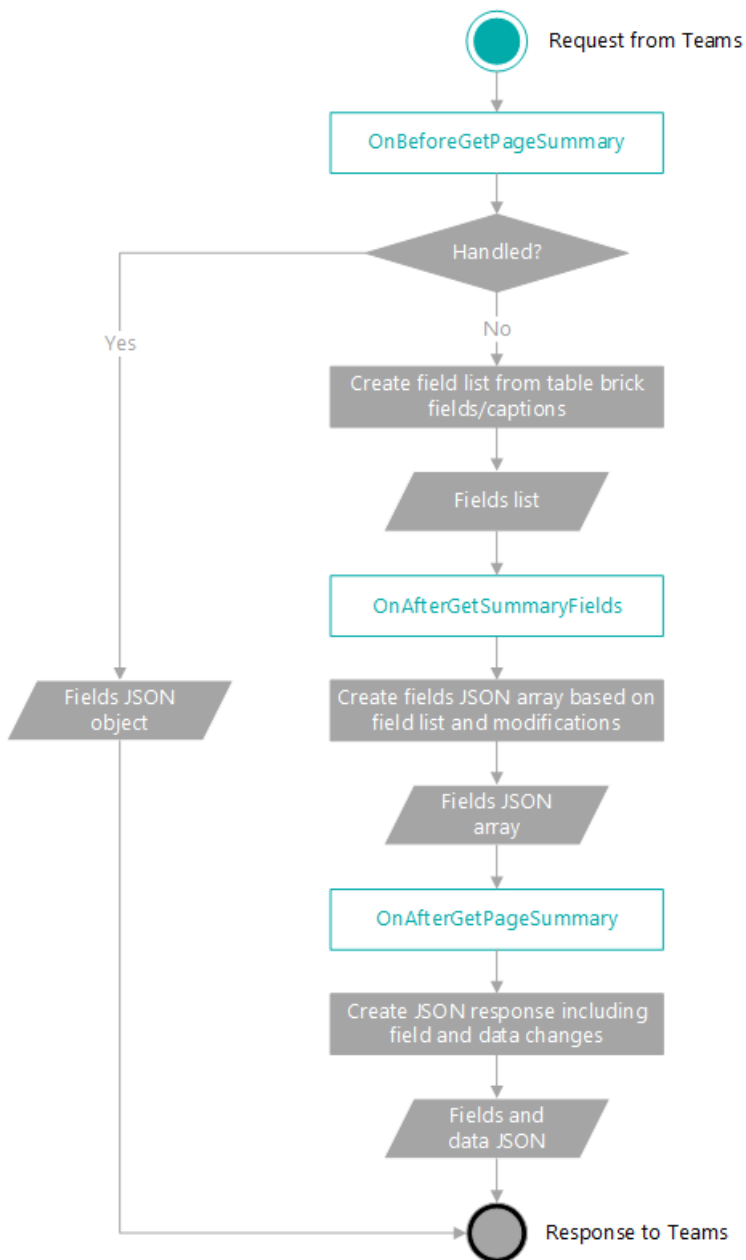 Request from Teams
OnBeforeGetPageSummary
Handled?
Yes
No
Create field list from table brick
fields/captions
Fields list
OnAfterGetSummaryFields
Fields JSON
object
Create fields JSON array based on
field list and modifications
Fields JSON
array
OnAfterGetPageSummary
Create JSON response including
field and data changes
Fields and
data JSON
Response to Teams